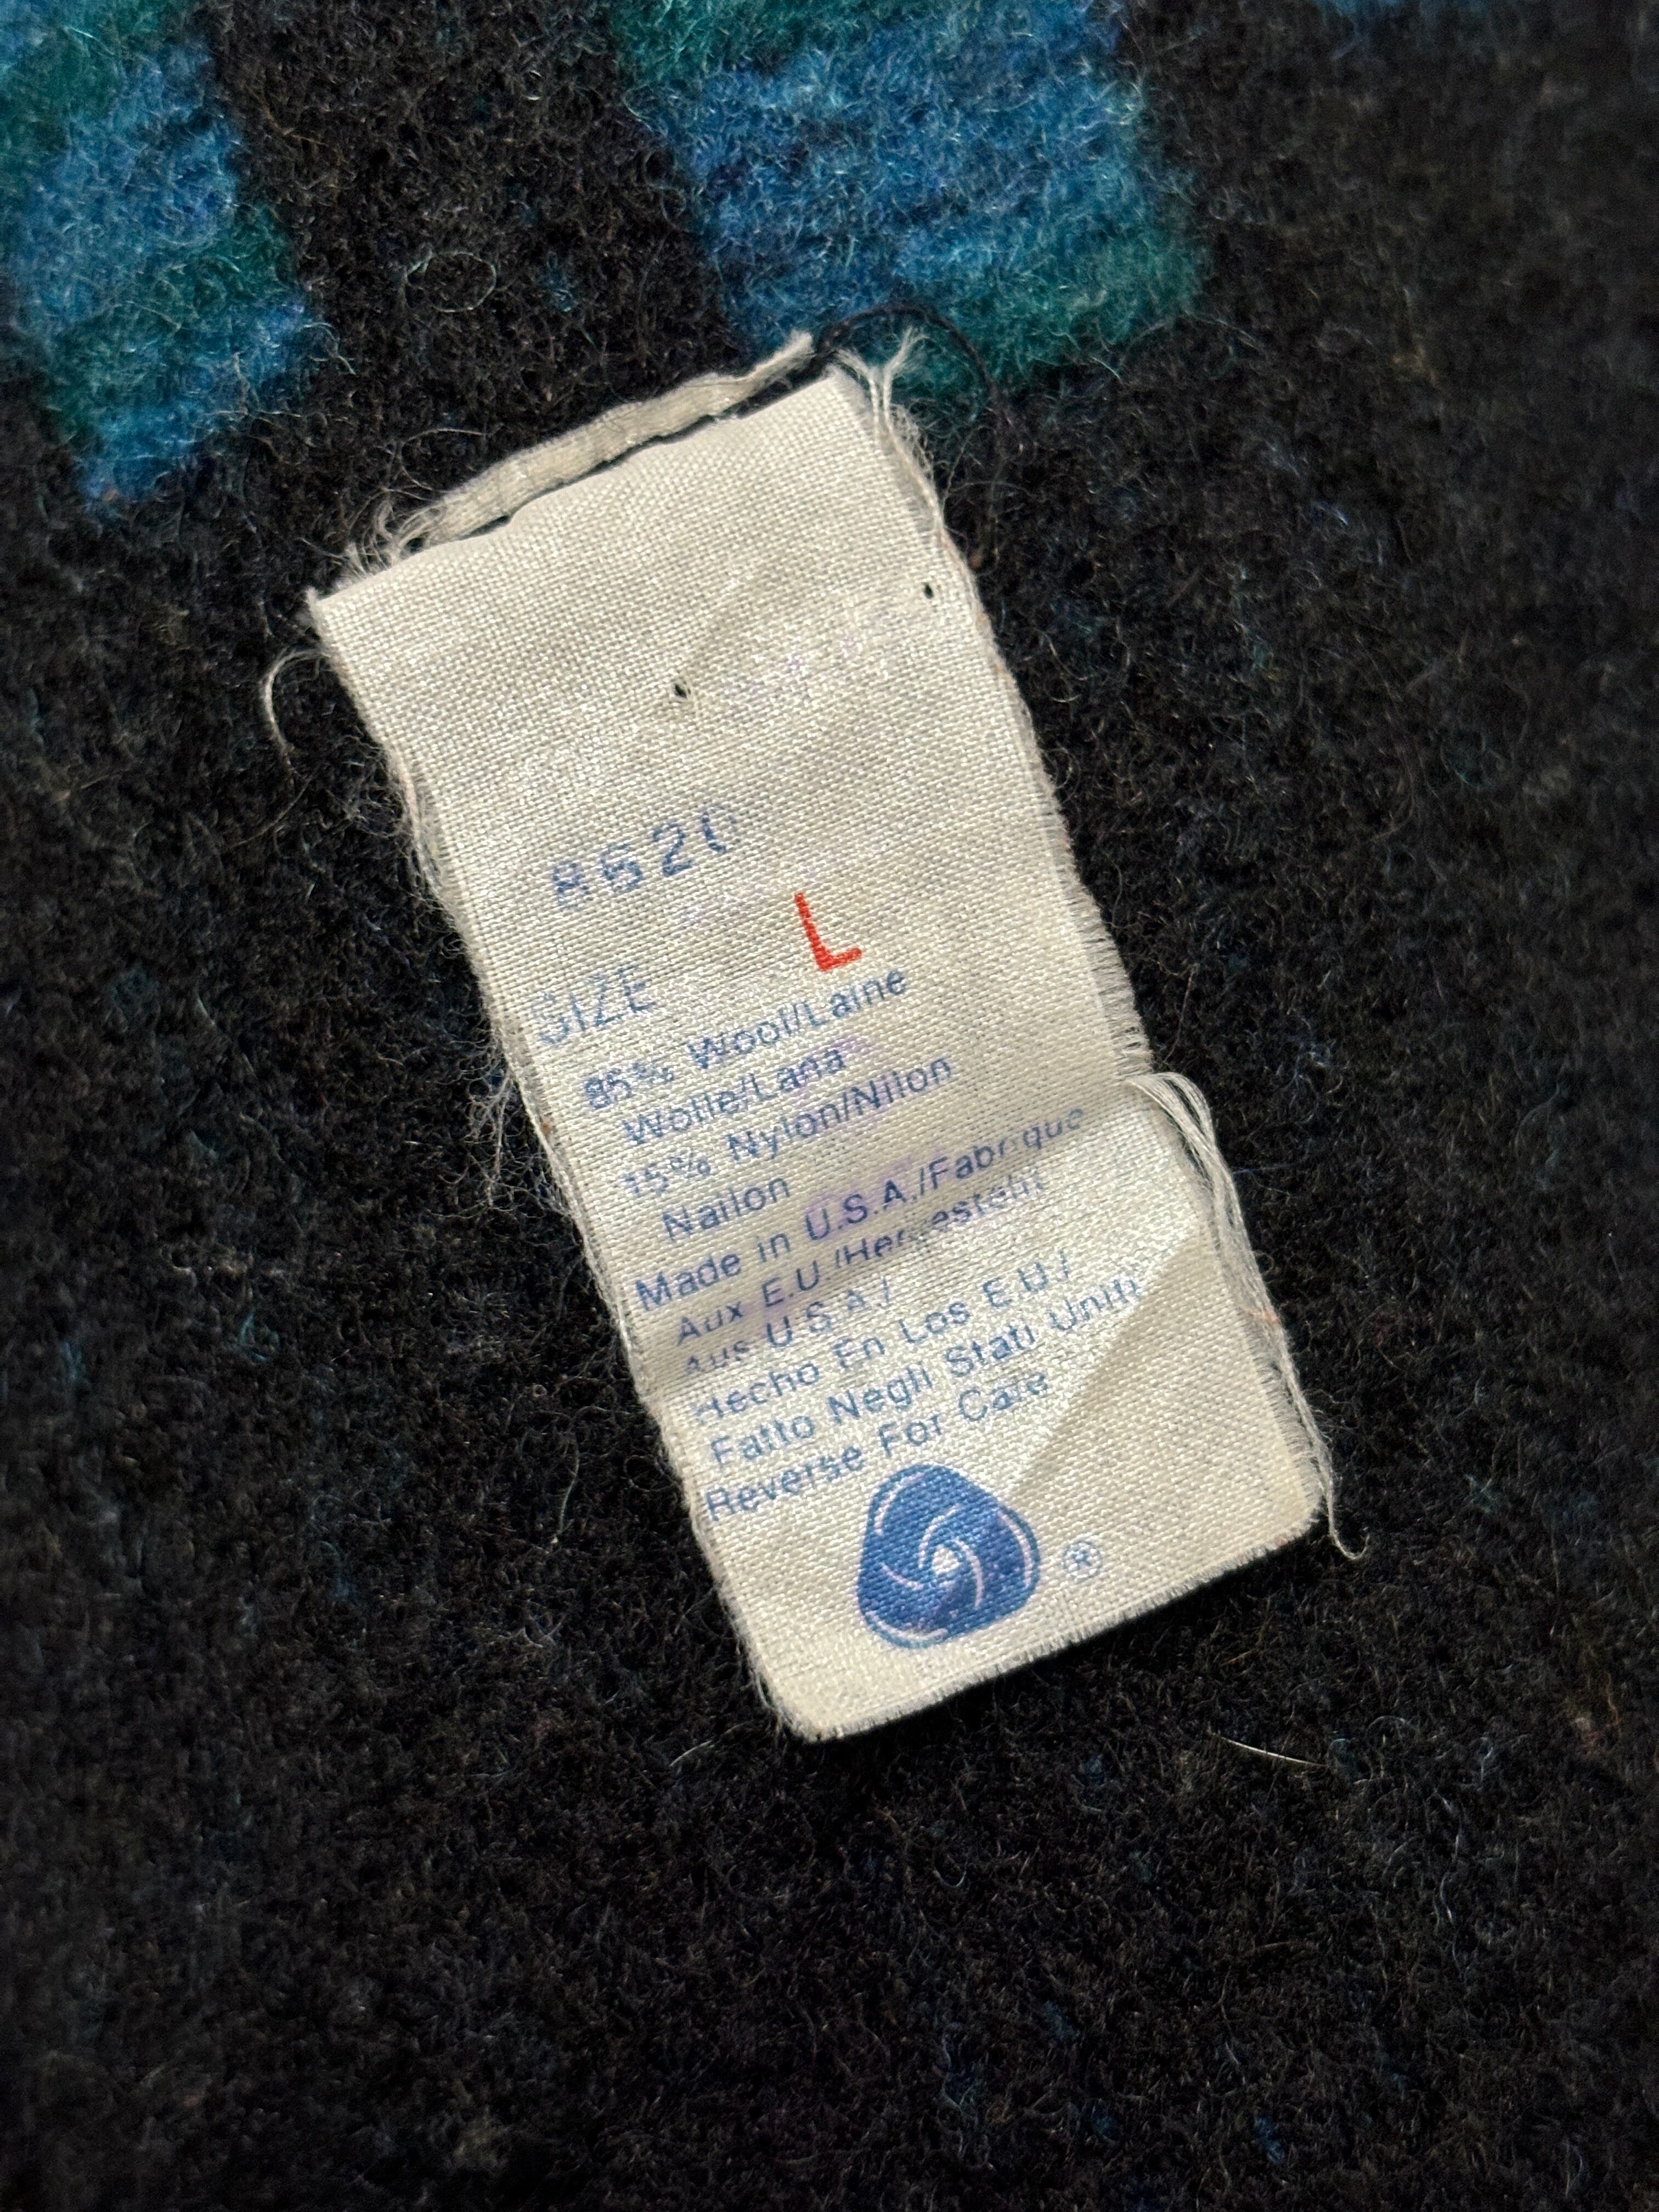 8620
L
SIZE
85% Wool/Laine
Wolle/Lana
15% Nylon/Nilon
Nailon
Made in U.S.A./Fabrique
Aux E.U./Hergestellt
Aus U.S.A./
Hecho En Los E.U./
Fatto Negli Stati Uniti
Reverse For Care
®